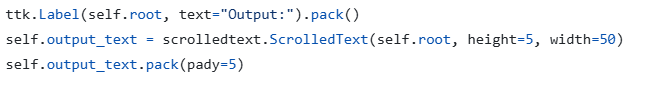 ttk.Label(self.root, text="Output:").pack()
self.output_text = scrolledtext.ScrolledText(self.root, height=5, width=50)
self.output_text.pack(pady=5)